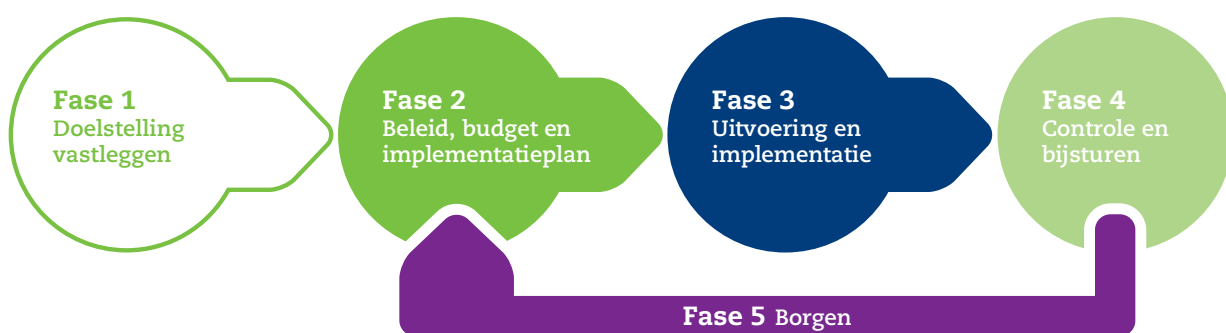 Fase 1
Doelstelling
vastleggen
Fase 2
Beleid, budget en
implementatieplan
Fase 3
Uitvoering en
implementatie
Fase 4
Controle en
bijsturen
Fase 5 Borgen